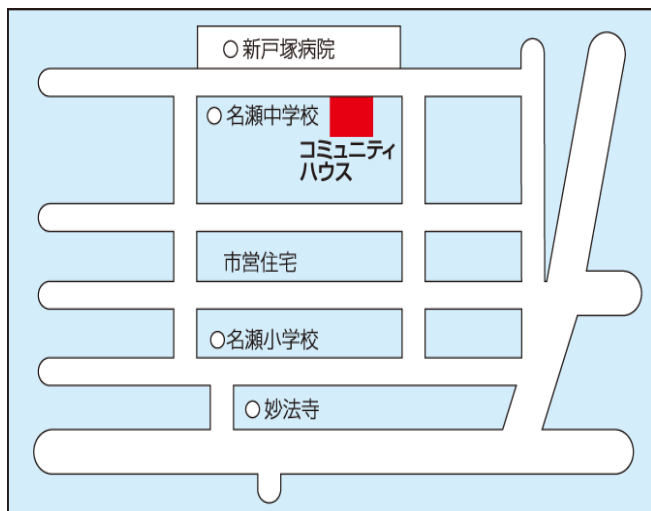 新戸塚病院
名瀬中学校
コミュニティ
ハウス
市営住宅
名瀬小学校
妙法寺